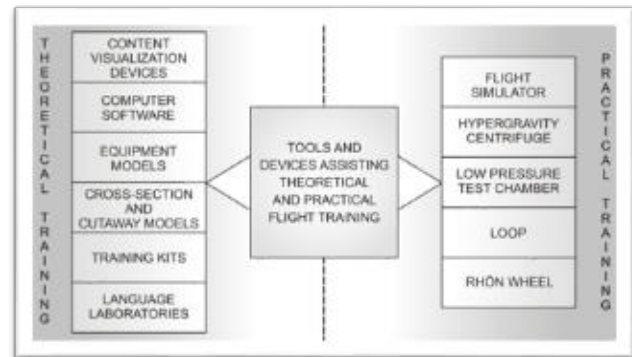 THEORETICAL TRAINING
CONTENT
VISUALIZATION
DEVICES
COMPUTER
SOFTWARE
EQUIPMENT
MODELS
CROSS-SECTION
AND
CUTAWAY MODELS
TRAINING KITS
LANGUAGE
LABORATORIES
TOOLS AND
DEVICES ASSISTING
THEORETICAL
AND PRACTICAL
FLIGHT TRAINING
FLIGHT
SIMULATOR
HYPERGRAVITY
CENTRIFUGE
LOW PRESSURE
TEST CHAMBER
LOOP
RHÖN WHEEL
PRACTICAL TRAINING